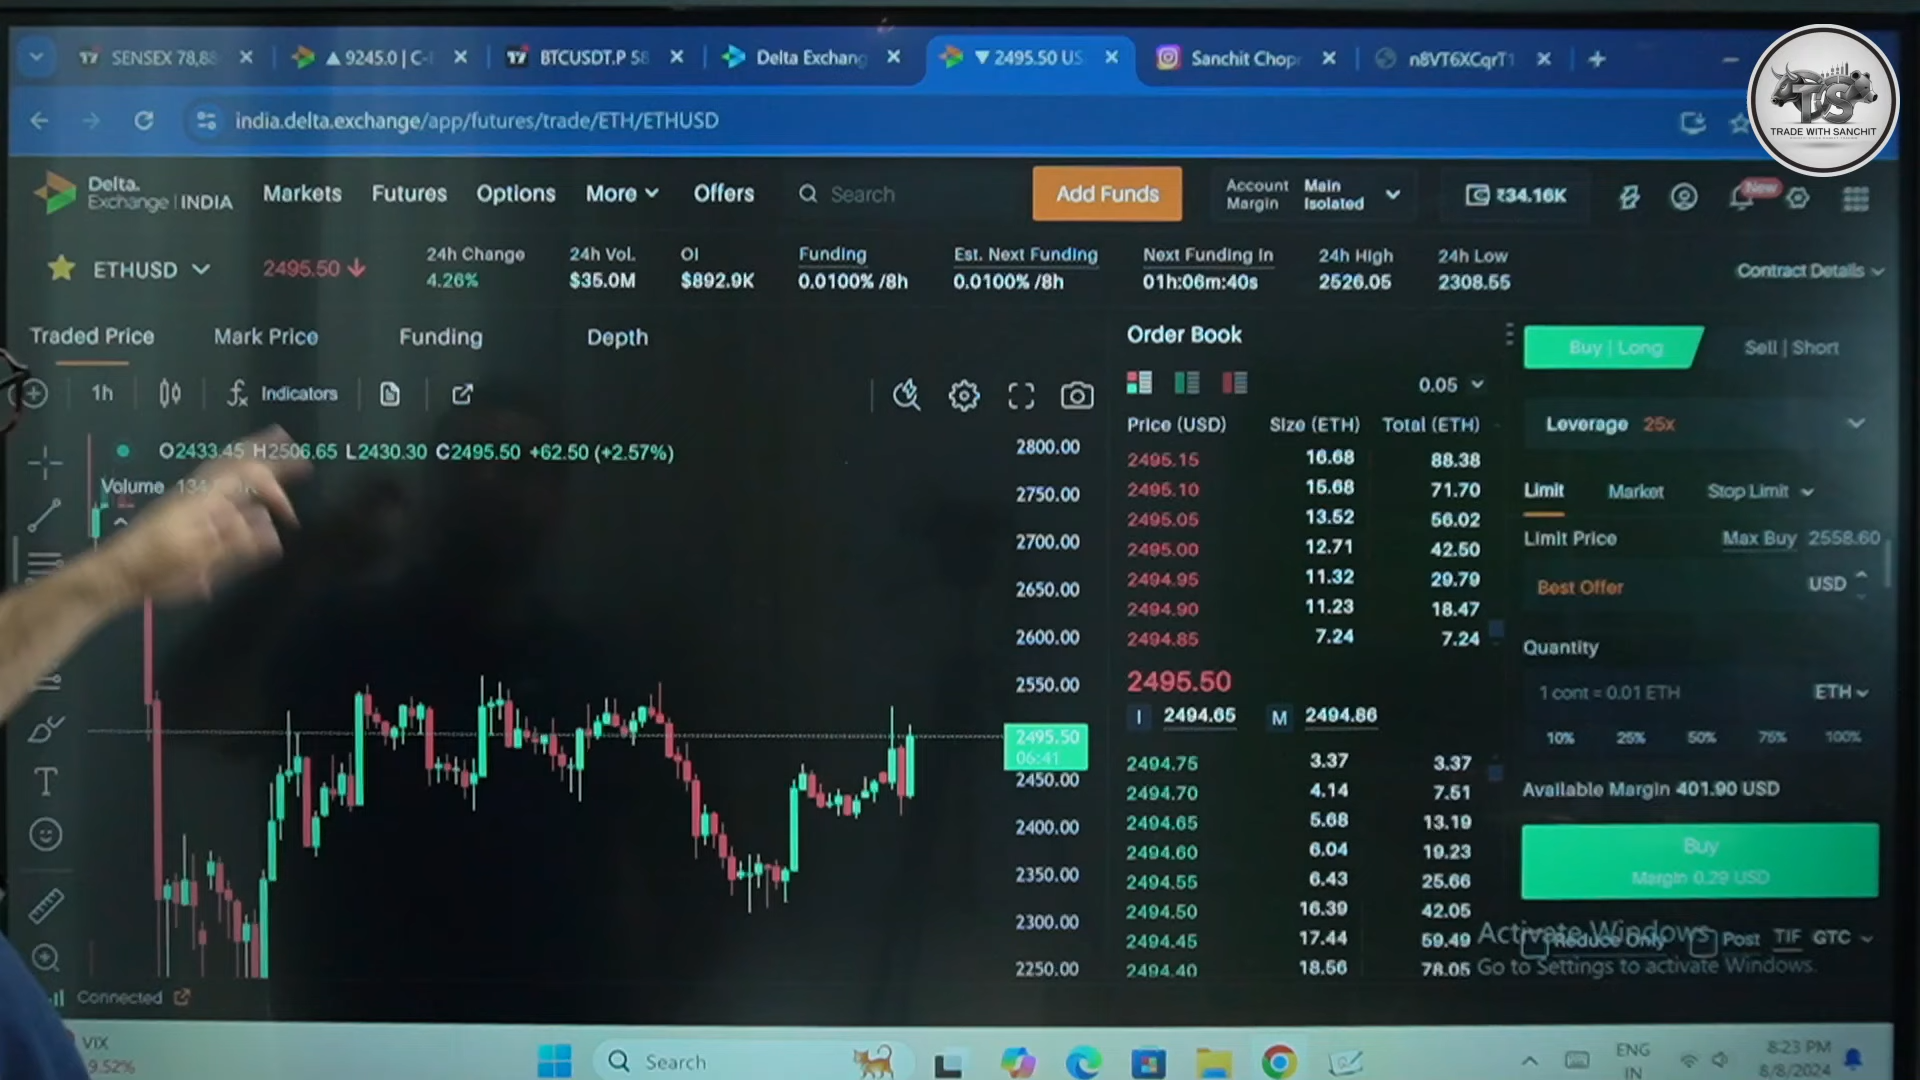 SENSEX 78,88
▲ 9245.0 | C-
BTCUSDT.P 58
Delta Exchang
▼ 2495.50 US
Sanchit Chop
n8VT6XCqrT1
india.delta.exchange/app/futures/trade/ETH/ETHUSD
TDS
TRADE WITH SANCHIT
Delta.
Exchange | INDIA
Markets
Futures
Options
More
Offers
Search
Add Funds
Account
Margin
Main
Isolated
₹34.16K
New
ETHUSD
2495.50
24h Change
4.26%
24h Vol.
$35.0M
OI
$892.9K
Funding
0.0100% /8h
Est. Next Funding
0.0100% /8h
Next Funding In
01h:06m:40s
24h High
2526.05
24h Low
2308.55
Contract Details
Traded Price
Mark Price
Funding
Depth
1h
Indicators
O2433.45 H2506.65 L2430.30 C2495.50 +62.50 (+2.57%)
Volume
2800.00
2750.00
2700.00
2650.00
2600.00
2550.00
2495.50
06:41
2450.00
2400.00
2350.00
2300.00
2250.00
Connected
Order Book
0.05
Price (USD) Size (ETH) Total (ETH)
2495.15 16.68 88.38
2495.10 15.68 71.70
2495.05 13.52 56.02
2495.00 12.71 42.50
2494.95 11.32 29.79
2494.90 11.23 18.47
2494.85 7.24 7.24
2495.50
I 2494.65 M 2494.86
2494.75 3.37 3.37
2494.70 4.14 7.51
2494.65 5.68 13.19
2494.60 6.04 19.23
2494.55 6.43 25.66
2494.50 16.39 42.05
2494.45 17.44 59.49
2494.40 18.56 78.05
Buy | Long
Sell | Short
Leverage 25x
Limit
Market
Stop Limit
Limit Price
Max Buy 2558.60
Best Offer
USD
Quantity
1 cont = 0.01 ETH
ETH
10% 25% 50% 75% 100%
Available Margin 401.90 USD
Buy
Margin 0.29 USD
Reduce Only
Post
TIF GTC
Activate Windows
Go to Settings to activate Windows.
VIX
9.52%
Search
ENG
IN
8:23 PM
8/8/2024